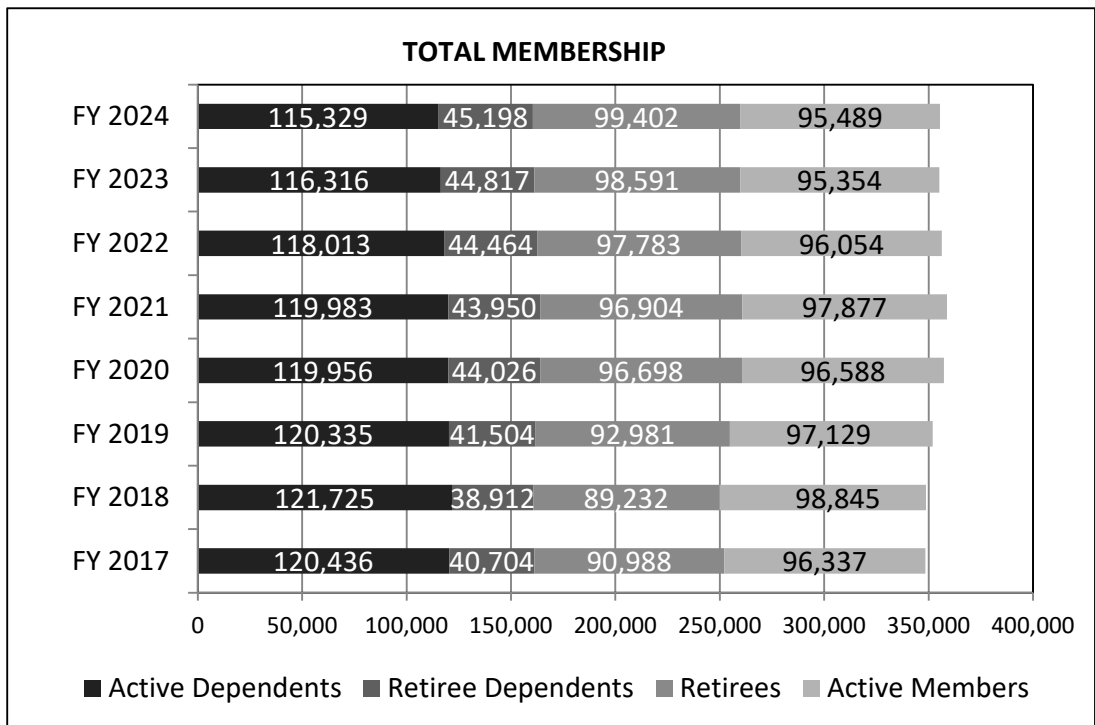 TOTAL MEMBERSHIP
FY 2024 115,329 45,198 99,402 95,489
FY 2023 116,316 44,817 98,591 95,354
FY 2022 118,013 44,464 97,783 96,054
FY 2021 119,983 43,950 96,904 97,877
FY 2020 119,956 44,026 96,698 96,588
FY 2019 120,335 41,504 92,981 97,129
FY 2018 121,725 38,912 89,232 98,845
FY 2017 120,436 40,704 90,988 96,337
0 50,000 100,000 150,000 200,000 250,000 300,000 350,000 400,000
Active Dependents Retiree Dependents Retirees Active Members